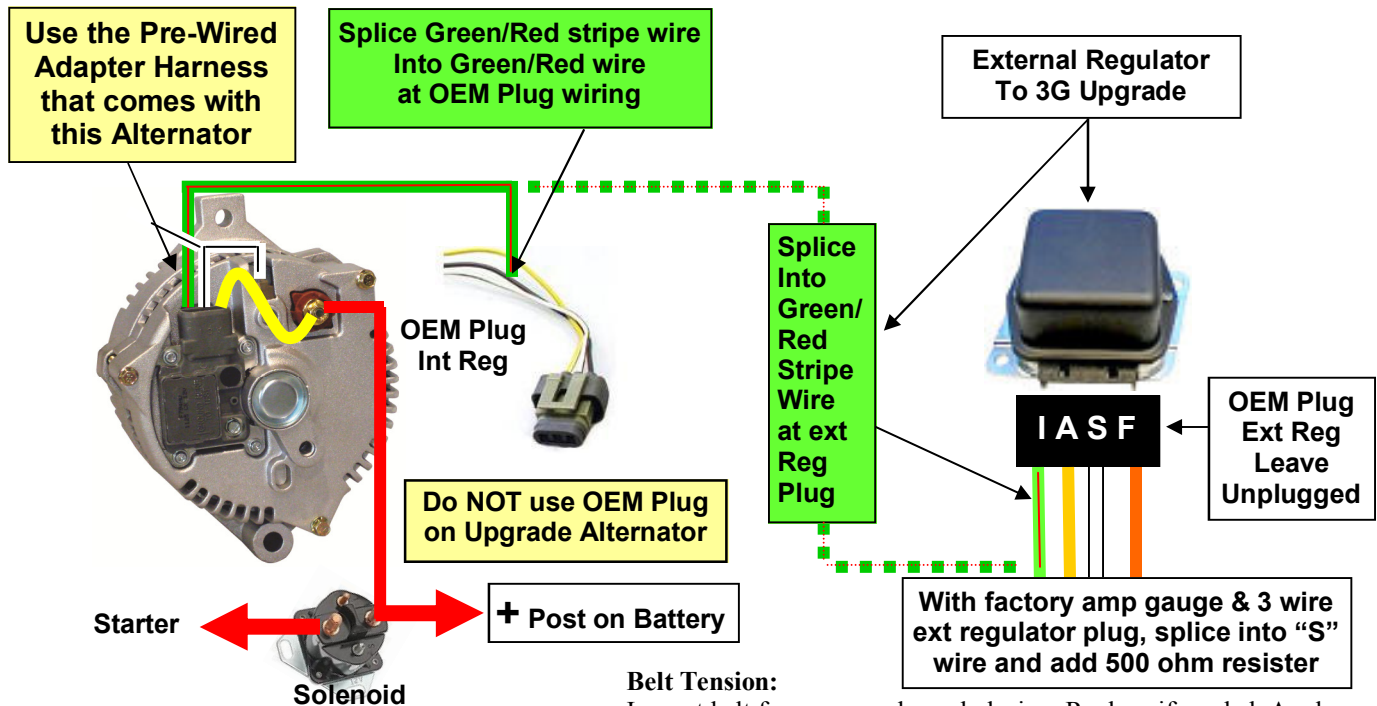 Use the Pre-Wired
Adapter Harness
that comes with
this Alternator
Splice Green/Red stripe wire
Into Green/Red wire
at OEM Plug wiring
External Regulator
To 3G Upgrade
OEM Plug
Int Reg
Splice
Into
Green/
Red
Stripe
Wire
at ext
Reg
Plug
I A S F
OEM Plug
Ext Reg
Leave
Unplugged
Do NOT use OEM Plug
on Upgrade Alternator
Starter
+ Post on Battery
Solenoid
With factory amp gauge & 3 wire
ext regulator plug, splice into “S”
wire and add 500 ohm resister
Belt Tension: